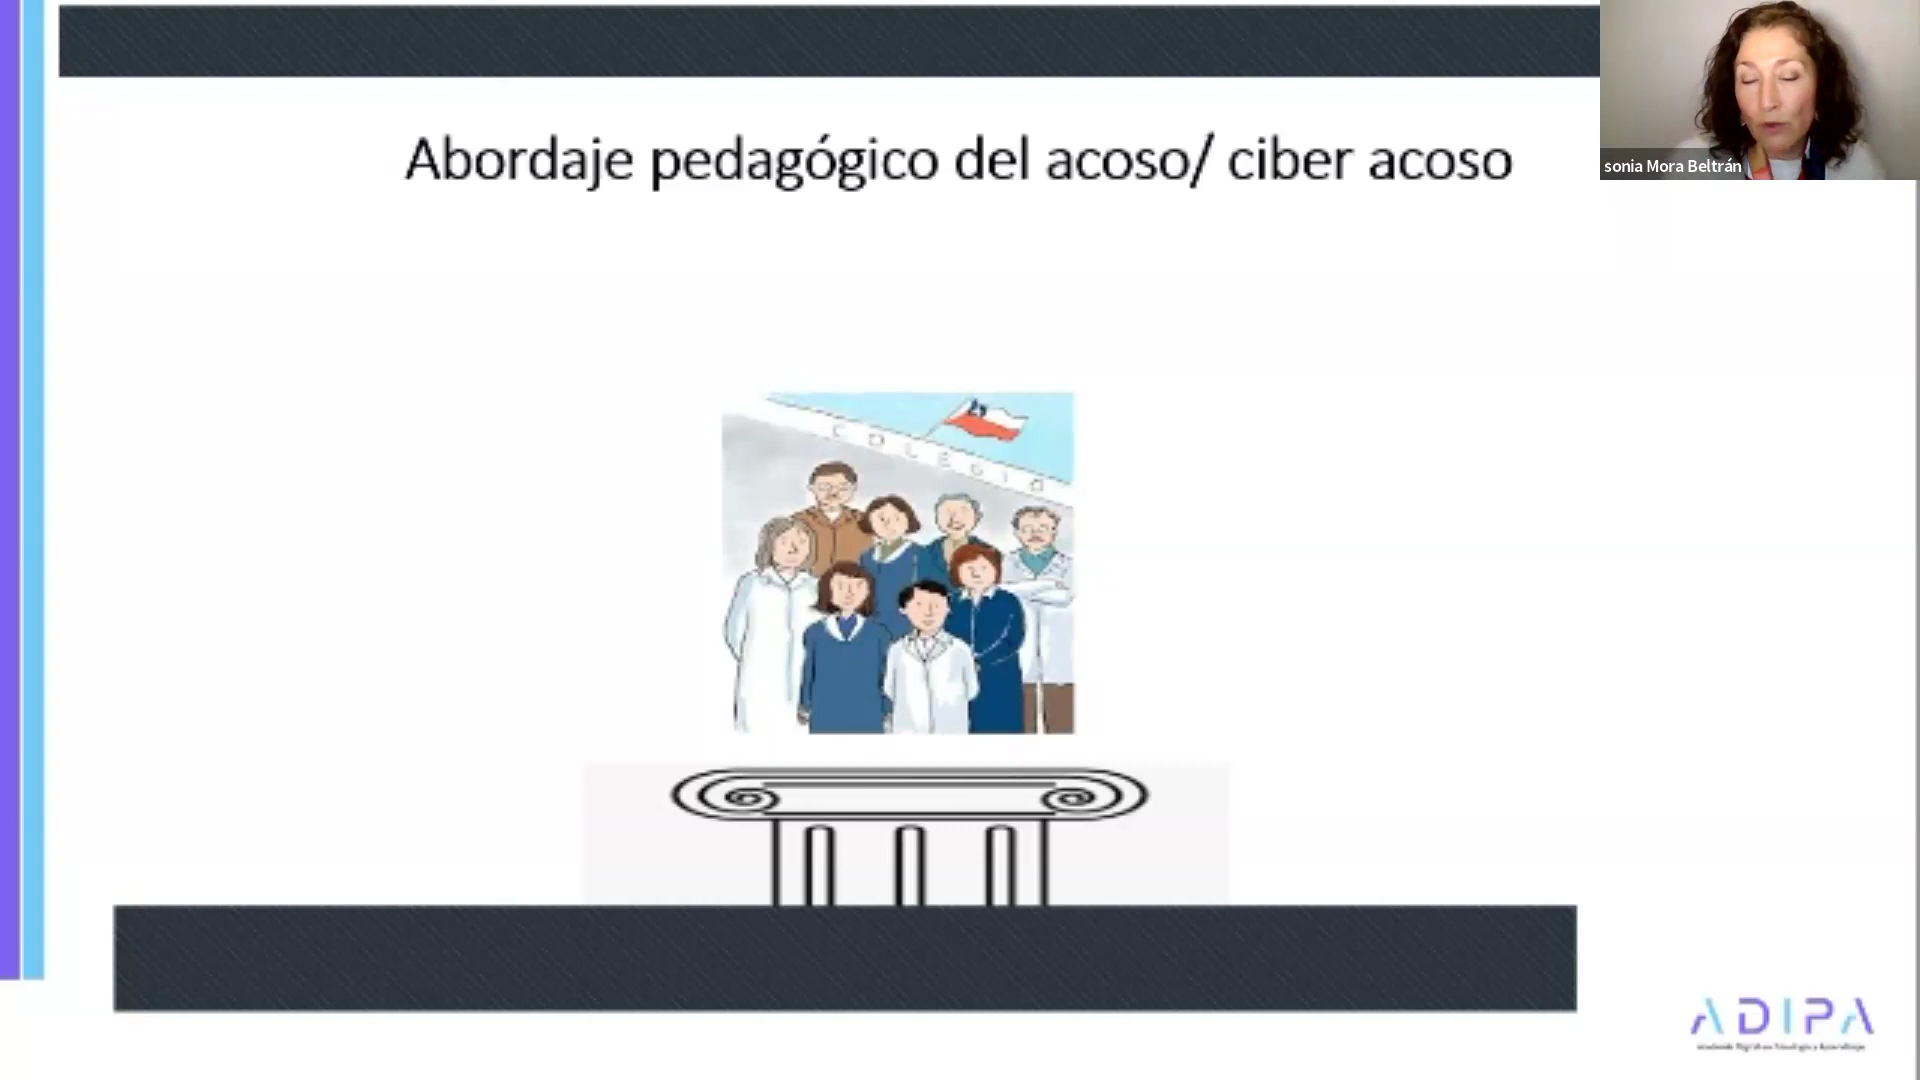 Abordaje pedagógico del acoso/ ciber acoso
sonia Mora Beltrán
COLEGIO
ADIPA